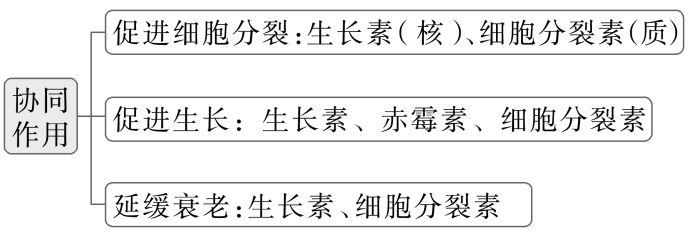 促进细胞分裂:生长素(核)、细胞分裂素(质)
协同
作用
促进生长:生长素、赤霉素、细胞分裂素
延缓衰老:生长素、细胞分裂素